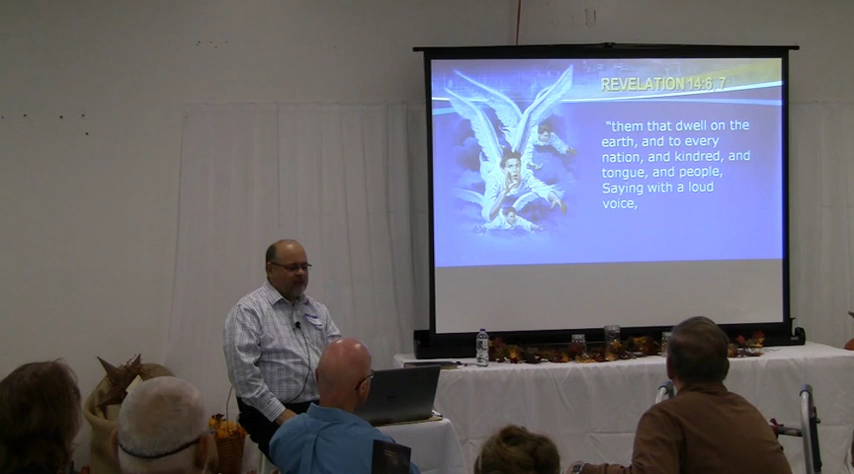 REVELATION 14:6, 7
"them that dwell on the
earth, and to every
nation, and kindred, and
tongue, and people,
Saying with a loud
voice,